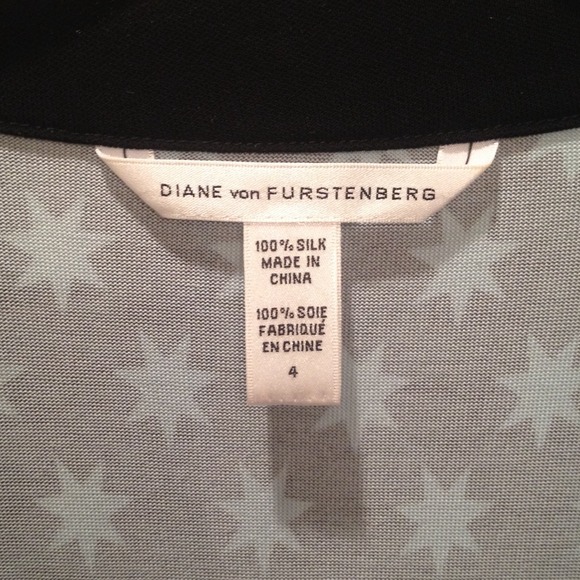 DIANE von FURSTENBERG
100% SILK
MADE IN
CHINA
100% SOIE
FABRIQUÉ
EN CHINE
4